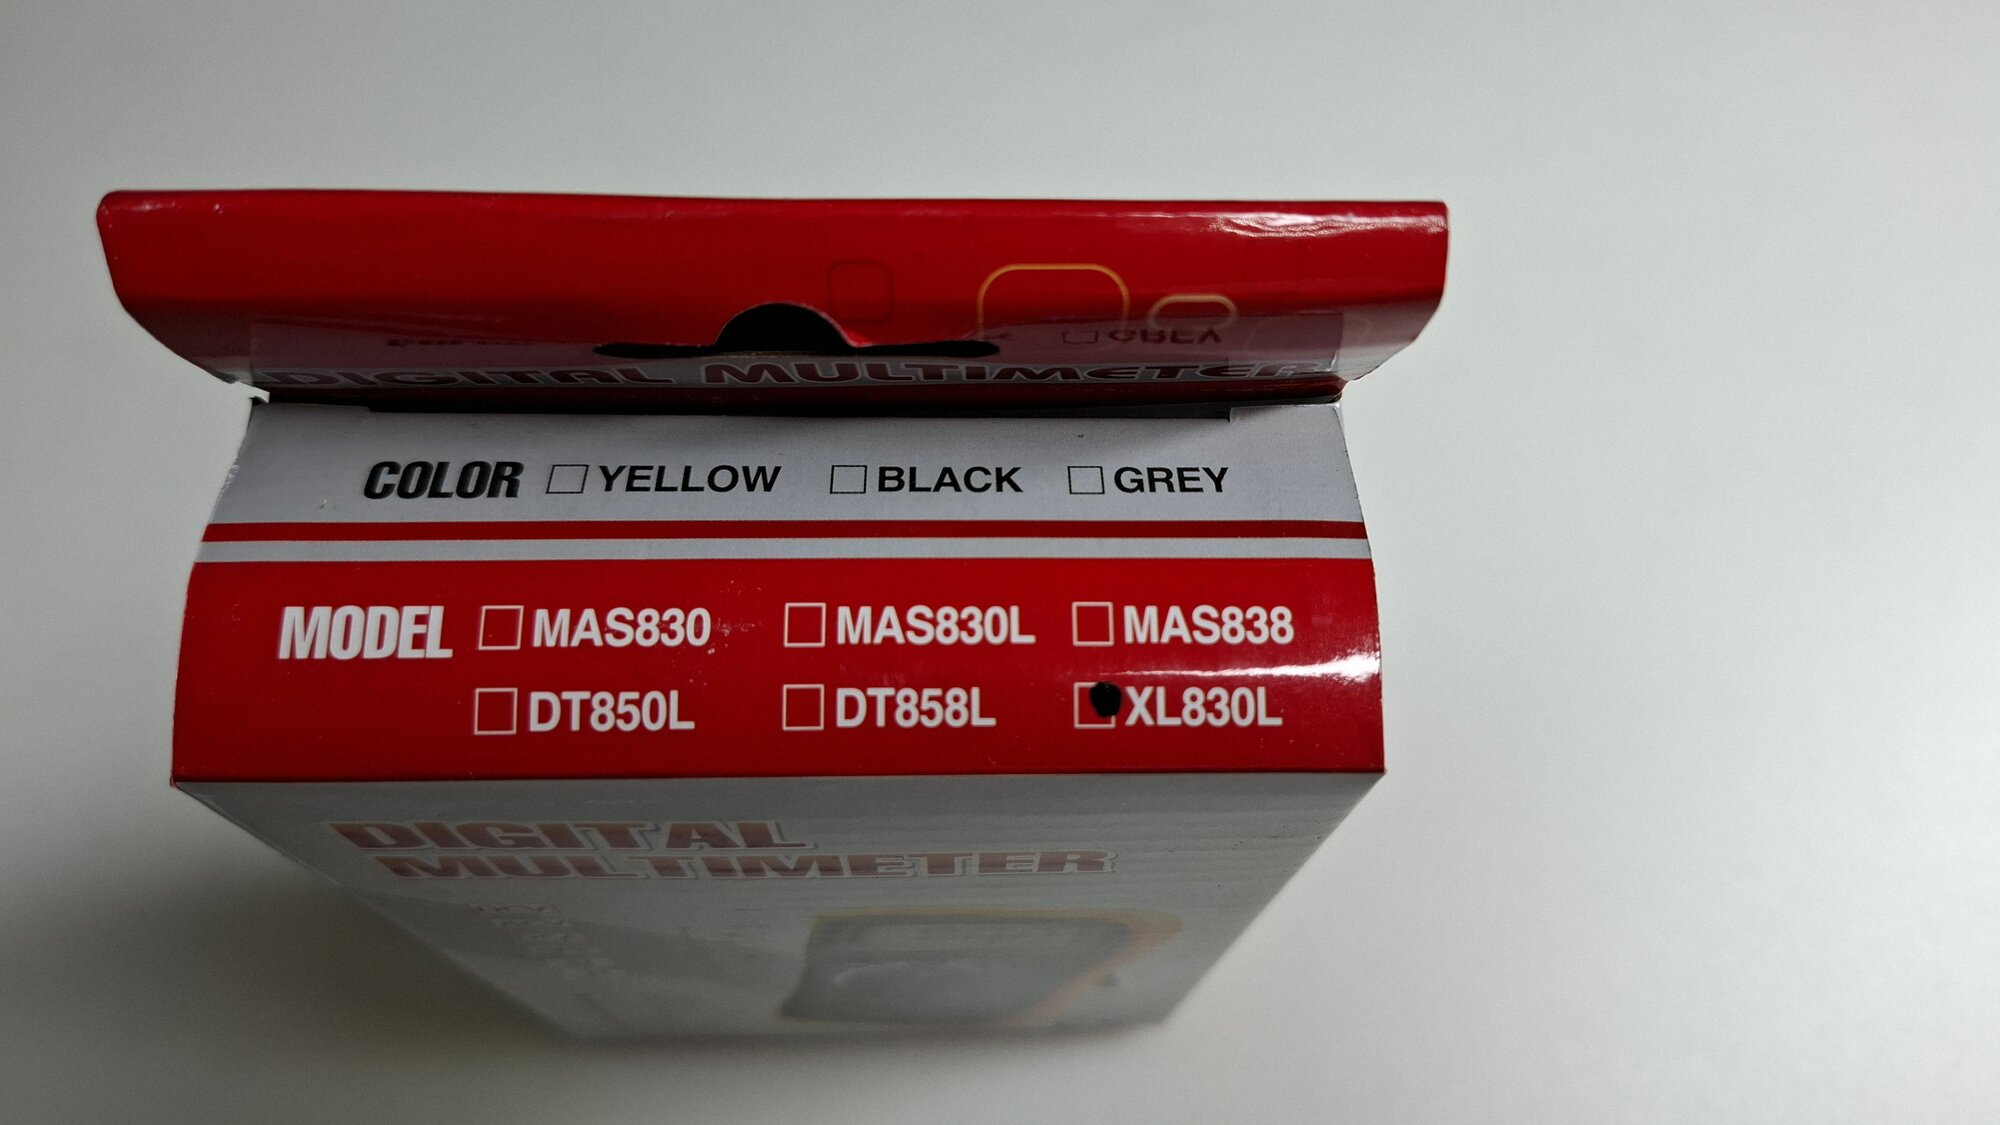 GREY
DIGITAL MULTIMETER
COLOR □ YELLOW □ BLACK □ GREY
MODEL □ MAS830 □ MAS830L □ MAS838
□ DT850L □ DT858L □ XL830L
DIGITAL
MULTIMETER